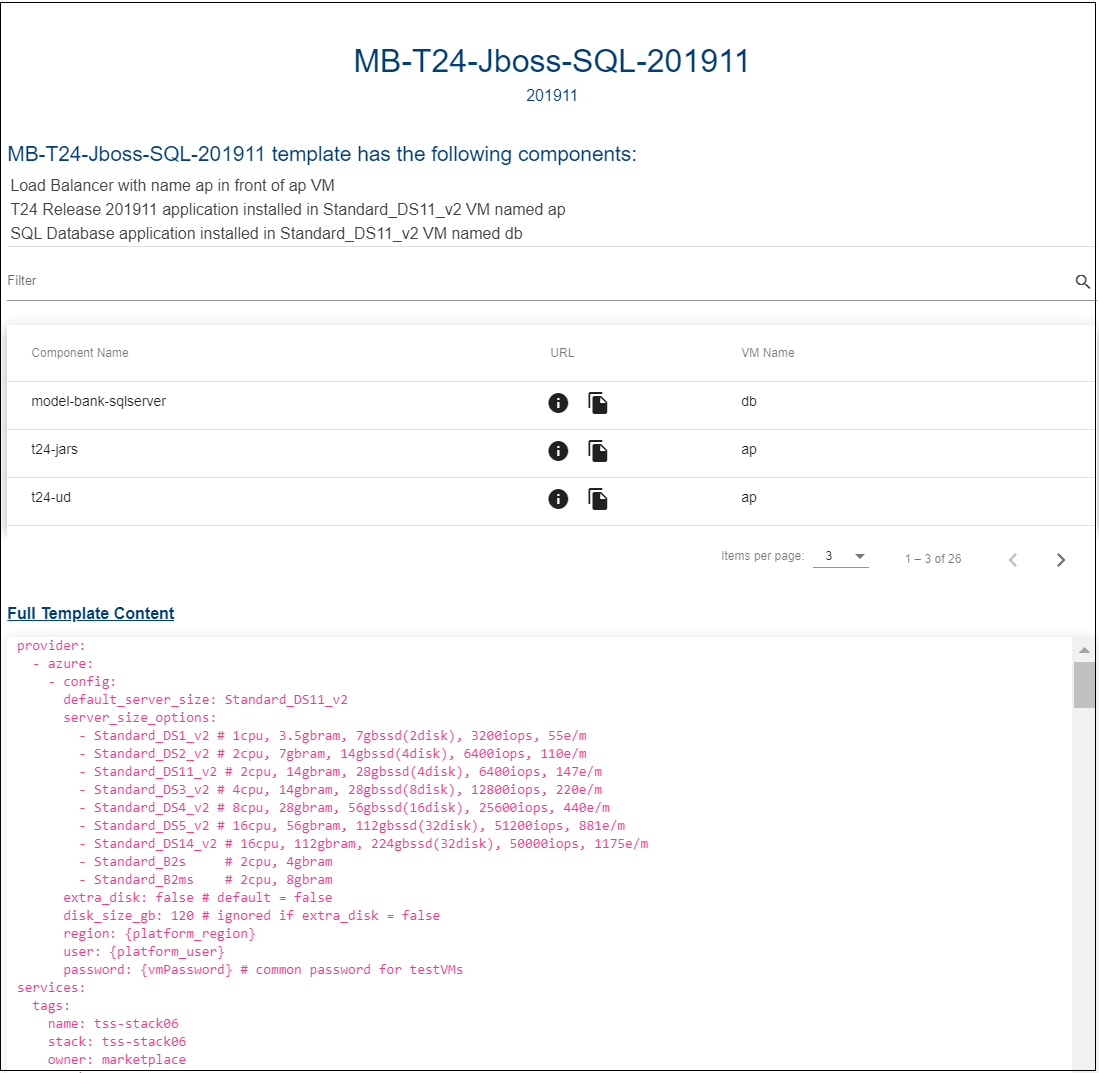 MB-T24-Jboss-SQL-201911
201911
MB-T24-Jboss-SQL-201911 template has the following components:
Load Balancer with name ap in front of ap VM
T24 Release 201911 application installed in Standard_DS11_v2 VM named ap
SQL Database application installed in Standard_DS11_v2 VM named db
Filter
Component Name URL VM Name
model-bank-sqlserver db
t24-jars ap
t24-ud ap
Items per page: 3 1 – 3 of 26
Full Template Content
provider:
  - azure:
    - config:
      default_server_size: Standard_DS11_v2
      server_size_options:
        - Standard_DS1_v2 # 1cpu, 3.5gbram, 7gbssd(2disk), 3200iops, 55e/m
        - Standard_DS2_v2 # 2cpu, 7gbram, 14gbssd(4disk), 6400iops, 110e/m
        - Standard_DS11_v2 # 2cpu, 14gbram, 28gbssd(4disk), 6400iops, 147e/m
        - Standard_DS3_v2 # 4cpu, 14gbram, 28gbssd(8disk), 12800iops, 220e/m
        - Standard_DS4_v2 # 8cpu, 28gbram, 56gbssd(16disk), 25600iops, 440e/m
        - Standard_DS5_v2 # 16cpu, 56gbram, 112gbssd(32disk), 51200iops, 881e/m
        - Standard_DS14_v2 # 16cpu, 112gbram, 224gbssd(32disk), 50000iops, 1175e/m
        - Standard_B2s     # 2cpu, 4gbram
        - Standard_B2ms    # 2cpu, 8gbram
      extra_disk: false # default = false
      disk_size_gb: 120 # ignored if extra_disk = false
      region: {platform_region}
      user: {platform_user}
      password: {vmPassword} # common password for testVMs
services:
  tags:
    name: tss-stack06
    stack: tss-stack06
    owner: marketplace